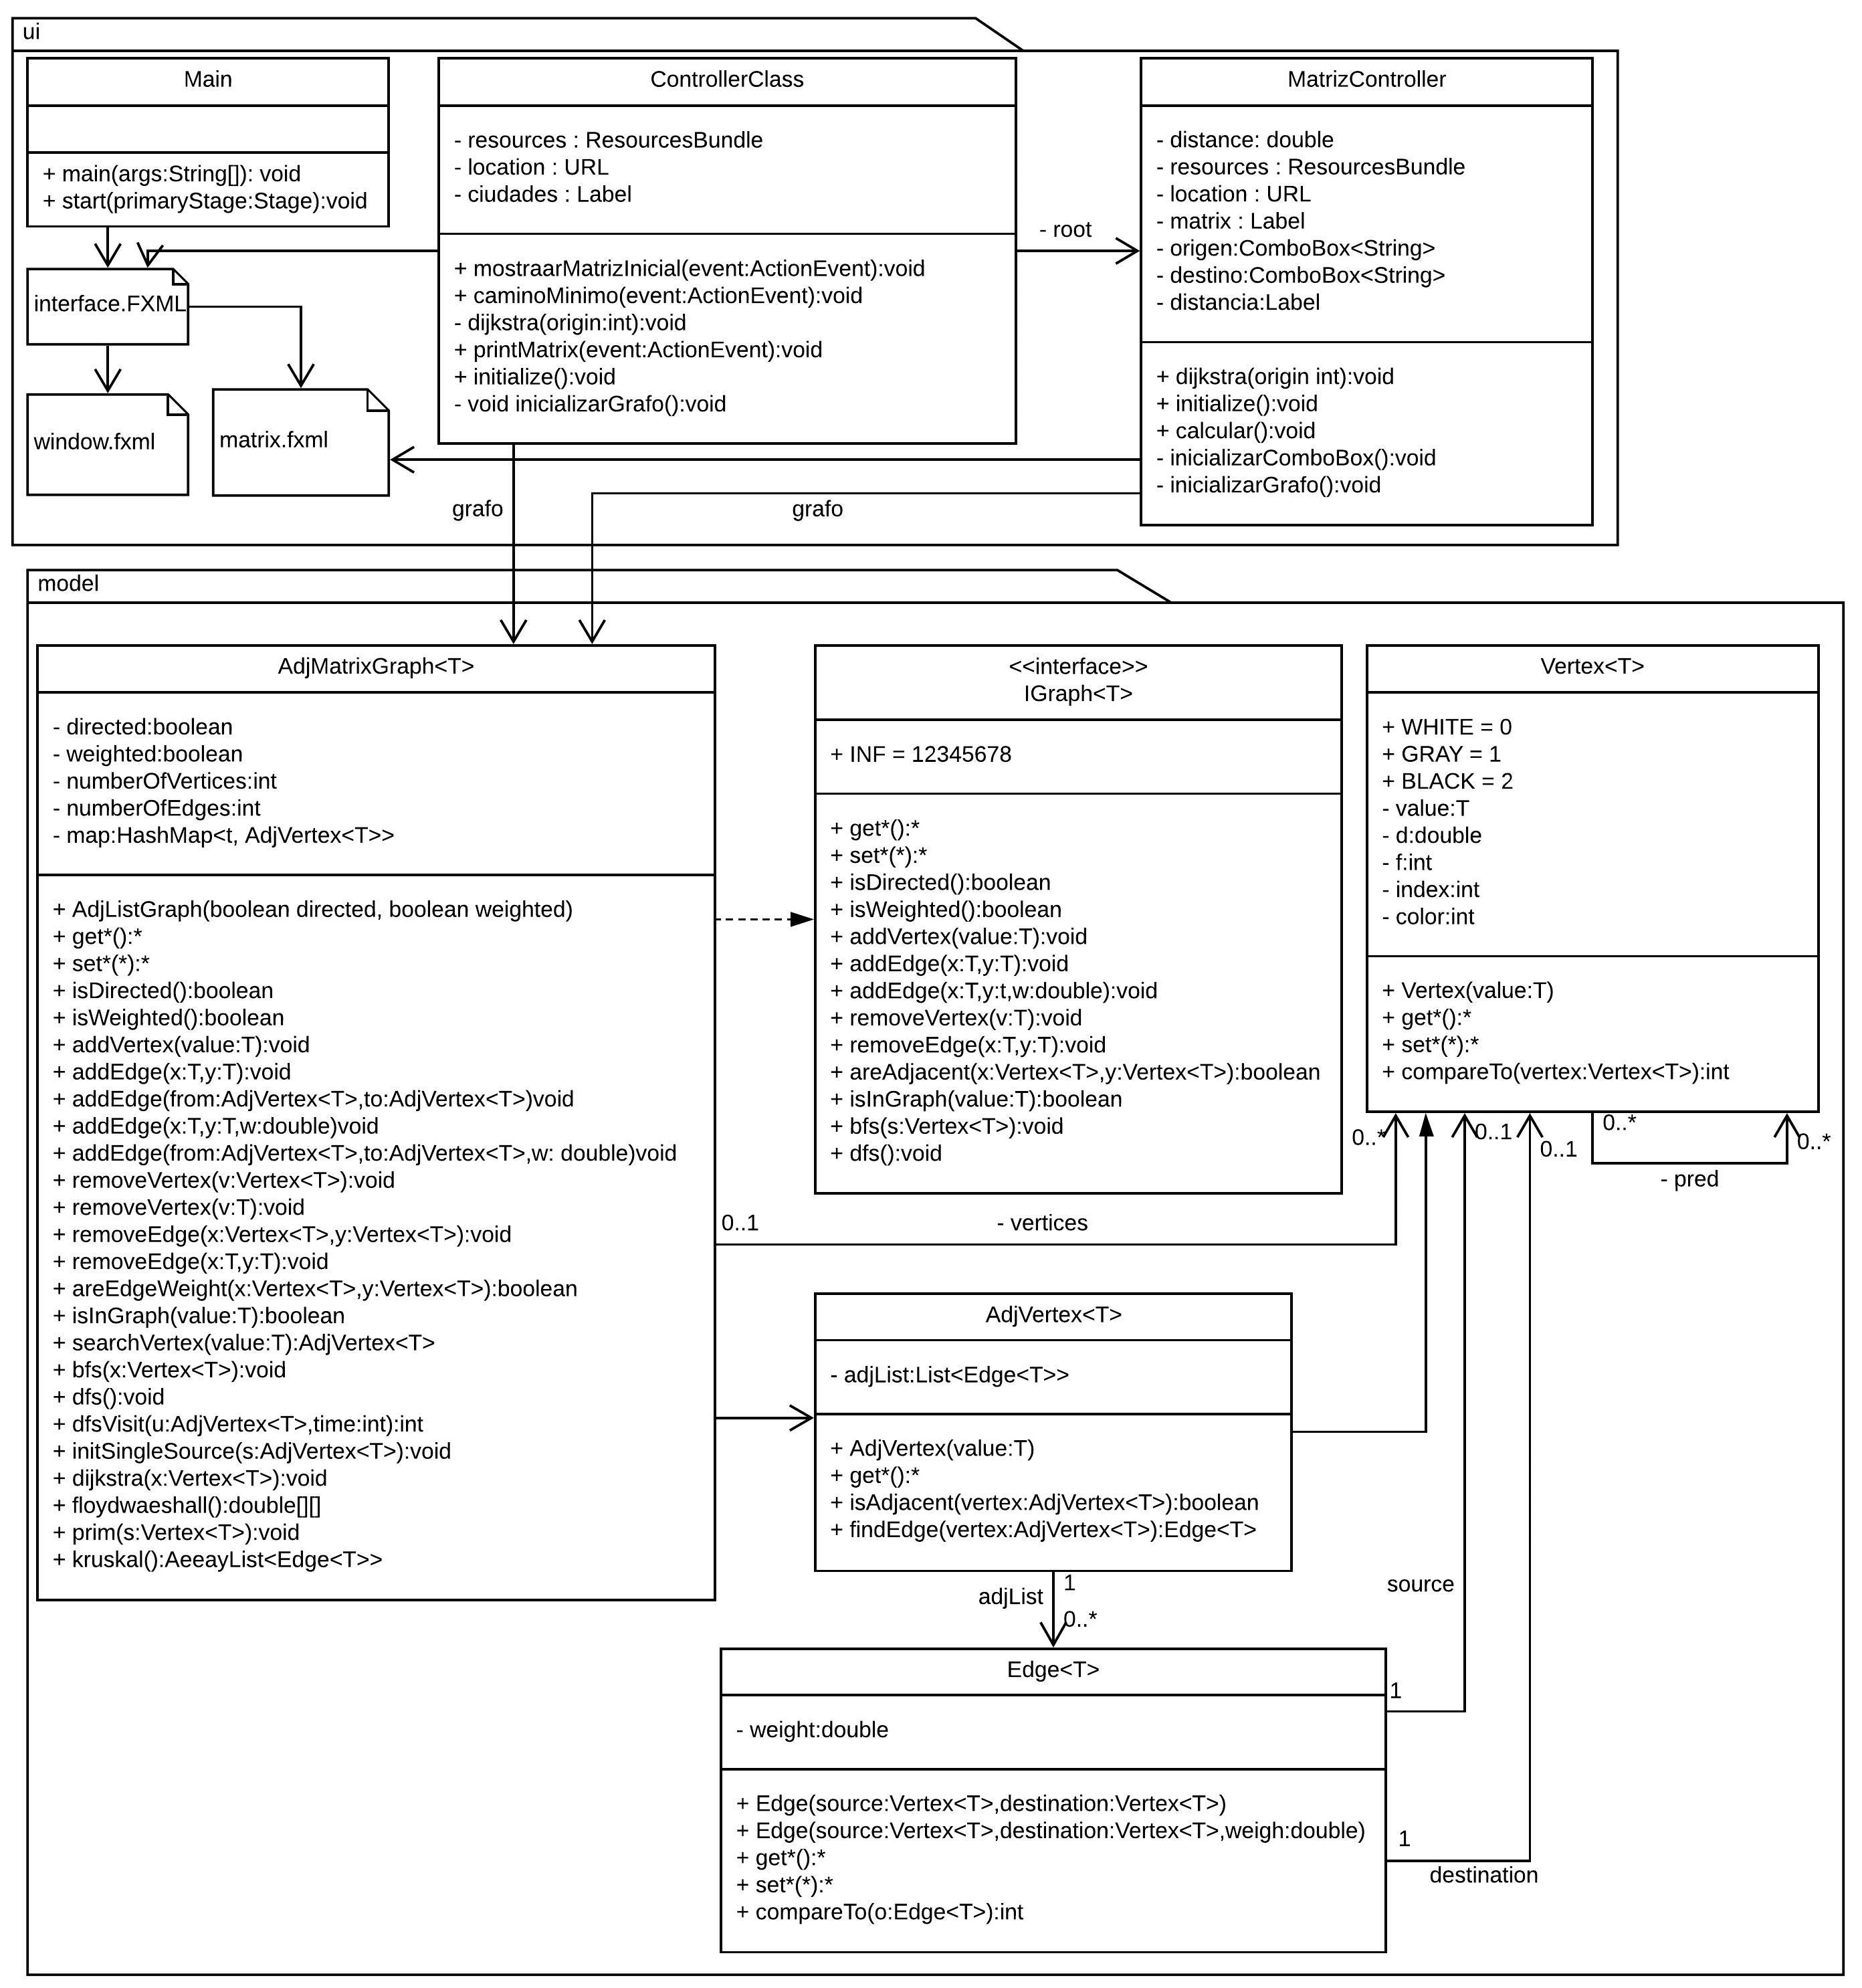 ui
Main
+ main(args:String[]): void
+ start(primaryStage:Stage):void
interface.FXML
window.fxml
matrix.fxml
ControllerClass
- resources : ResourcesBundle
- location : URL
- ciudades : Label
+ mostraarMatrizInicial(event:ActionEvent):void
+ caminoMinimo(event:ActionEvent):void
- dijkstra(origin:int):void
+ printMatrix(event:ActionEvent):void
+ initialize():void
- void inicializarGrafo():void
- root
MatrizController
- distance: double
- resources : ResourcesBundle
- location : URL
- matrix : Label
- origen:ComboBox<String>
- destino:ComboBox<String>
- distancia:Label
+ dijkstra(origin int):void
+ initialize():void
+ calcular():void
- inicializarComboBox():void
- inicializarGrafo():void
grafo
grafo
model
AdjMatrixGraph<T>
- directed:boolean
- weighted:boolean
- numberOfVertices:int
- numberOfEdges:int
- map:HashMap<t, AdjVertex<T>>
+ AdjListGraph(boolean directed, boolean weighted)
+ get*():*
+ set*(*):*
+ isDirected():boolean
+ isWeighted():boolean
+ addVertex(value:T):void
+ addEdge(x:T,y:T):void
+ addEdge(from:AdjVertex<T>,to:AdjVertex<T>)void
+ addEdge(x:T,y:T,w:double)void
+ addEdge(from:AdjVertex<T>,to:AdjVertex<T>,w: double)void
+ removeVertex(v:Vertex<T>):void
+ removeVertex(v:T):void
+ removeEdge(x:Vertex<T>,y:Vertex<T>):void
+ removeEdge(x:T,y:T):void
+ areEdgeWeight(x:Vertex<T>,y:Vertex<T>):boolean
+ isInGraph(value:T):boolean
+ searchVertex(value:T):AdjVertex<T>
+ bfs(x:Vertex<T>):void
+ dfs():void
+ dfsVisit(u:AdjVertex<T>,time:int):int
+ initSingleSource(s:AdjVertex<T>):void
+ dijkstra(x:Vertex<T>):void
+ floydwaeshall():double[][]
+ prim(s:Vertex<T>):void
+ kruskal():AeeayList<Edge<T>>
<<interface>>
IGraph<T>
+ INF = 12345678
+ get*():*
+ set*(*):*
+ isDirected():boolean
+ isWeighted():boolean
+ addVertex(value:T):void
+ addEdge(x:T,y:T):void
+ addEdge(x:T,y:t,w:double):void
+ removeVertex(v:T):void
+ removeEdge(x:T,y:T):void
+ areAdjacent(x:Vertex<T>,y:Vertex<T>):boolean
+ isInGraph(value:T):boolean
+ bfs(s:Vertex<T>):void
+ dfs():void
Vertex<T>
+ WHITE = 0
+ GRAY = 1
+ BLACK = 2
- value:T
- d:double
- f:int
- index:int
- color:int
+ Vertex(value:T)
+ get*():*
+ set*(*):*
+ compareTo(vertex:Vertex<T>):int
0..*
0..1
0..1
0..*
0..*
- pred
0..1
- vertices
AdjVertex<T>
- adjList:List<Edge<T>>
+ AdjVertex(value:T)
+ get*():*
+ isAdjacent(vertex:AdjVertex<T>):boolean
+ findEdge(vertex:AdjVertex<T>):Edge<T>
adjList
1
0..*
source
Edge<T>
- weight:double
+ Edge(source:Vertex<T>,destination:Vertex<T>)
+ Edge(source:Vertex<T>,destination:Vertex<T>,weigh:double)
+ get*():*
+ set*(*):*
+ compareTo(o:Edge<T>):int
1
1
destination